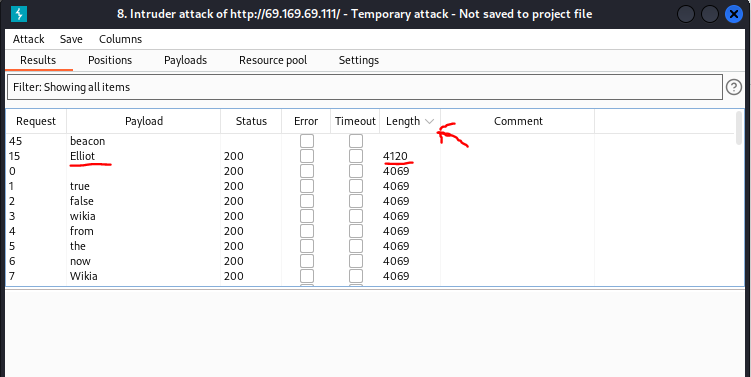 8. Intruder attack of http://69.169.69.111/ - Temporary attack - Not saved to project file
Attack Save Columns
Results Positions Payloads Resource pool Settings
Filter: Showing all items ?
Request Payload Status Error Timeout Length Comment
45 beacon
15 Elliot 200 4120
0 200 4069
1 true 200 4069
2 false 200 4069
3 wikia 200 4069
4 from 200 4069
5 the 200 4069
6 now 200 4069
7 Wikia 200 4069